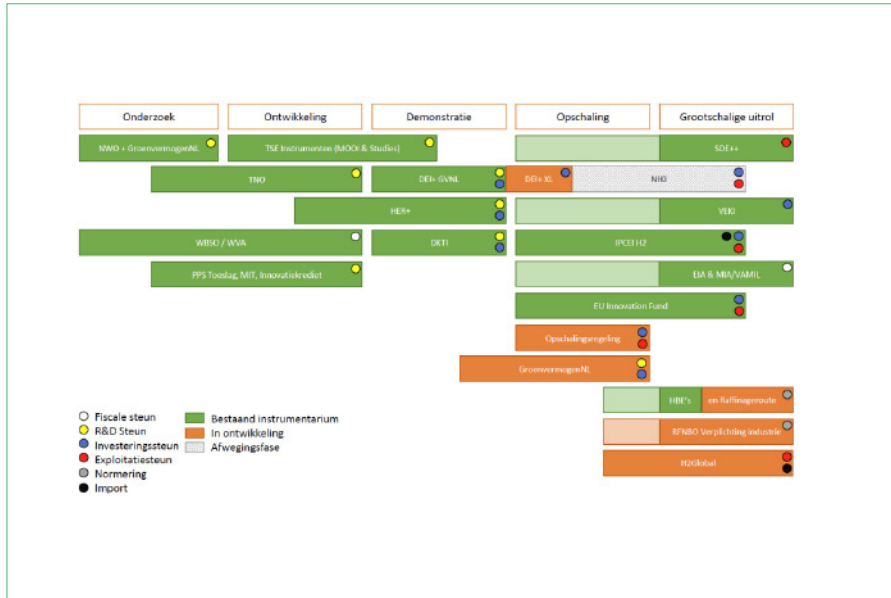 Onderzoek
Ontwikkeling
Demonstratie
Opschaling
Grootschalige uitrol
NWO + GroenvermogenNL
TSE Instrumenten (MOOI & Studies)
SDE++
TNO
DEI+ GVNL
DEI+ XL
NIKI
HER+
VEKI
WBSO / WVA
DKTI
IPCEI H2
PPS Toeslag, MIT, Innovatiekrediet
EIA & MIA/VAMIL
EU Innovation Fund
Opschalingsregeling
GroenvermogenNL
HBE's
en Raffinageroute
RFNBO Verplichting industrie
H2Global
Fiscale steun
R&D Steun
Investeringssteun
Exploitatiesteun
Normering
Import
Bestaand instrumentarium
In ontwikkeling
Afwegingsfase